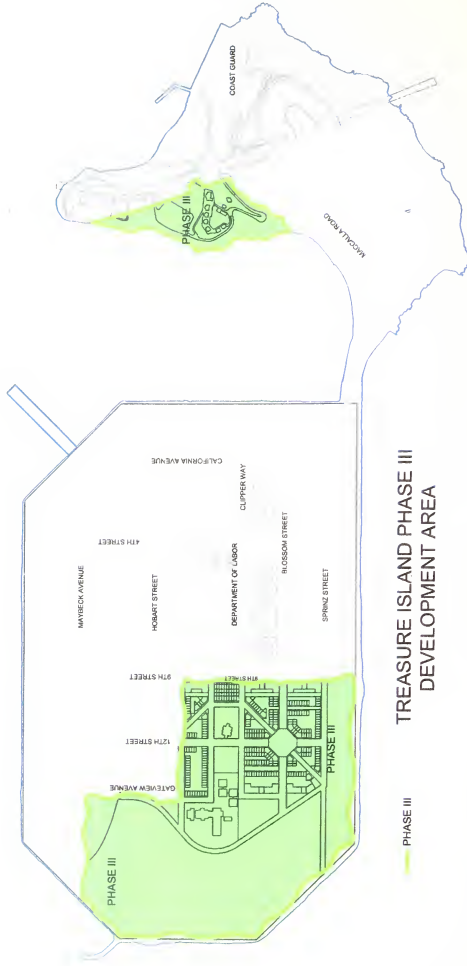 COAST GUARD
PHASE III
MACCALLA ROAD
CALIFORNIA AVENUE
4TH STREET
MAYBECK AVENUE
HOBART STREET
DEPARTMENT OF LABOR
CLIPPER WAY
BLOSSOM STREET
SPRINZ STREET
9TH STREET
9TH STREET
12TH STREET
GATEVIEW AVENUE
PHASE III
PHASE III
TREASURE ISLAND PHASE III
DEVELOPMENT AREA
PHASE III